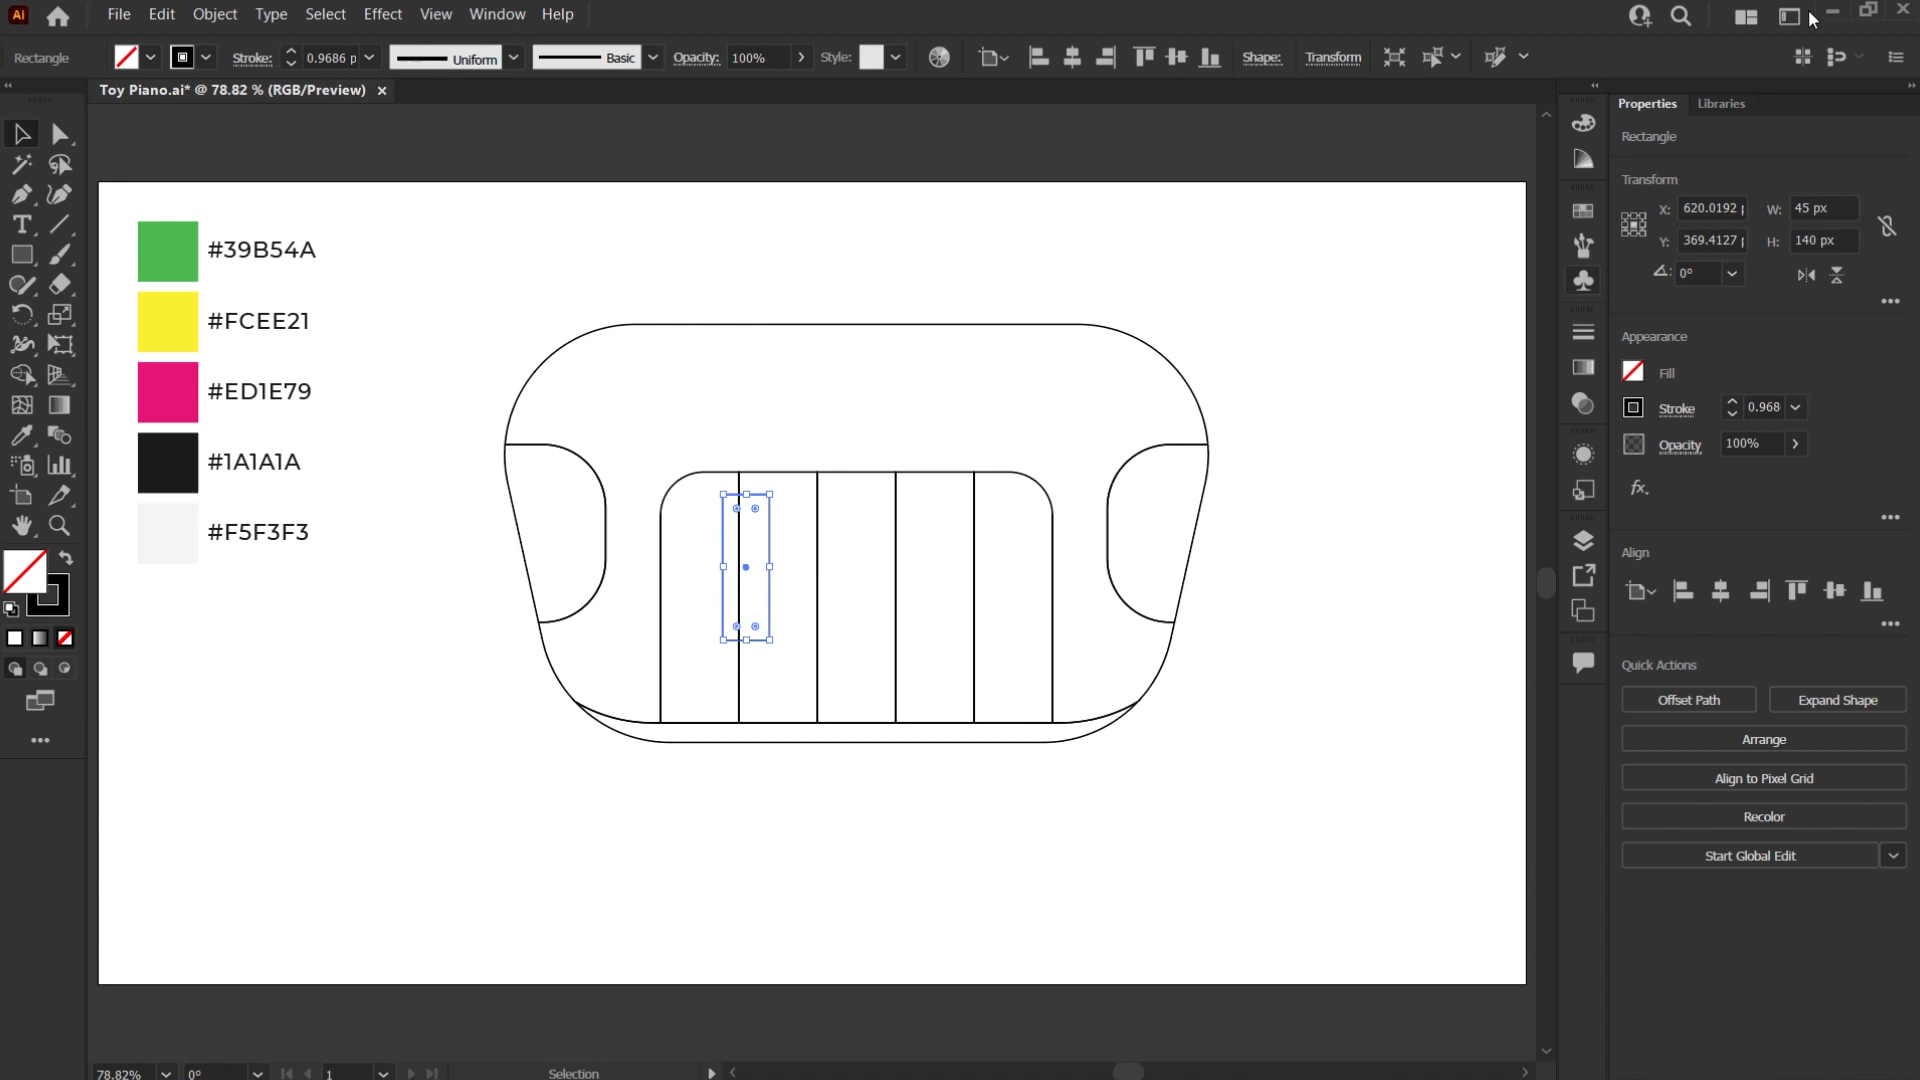 Ai File Edit Object Type Select Effect View Window Help
Rectangle Stroke: 0.9686 p Uniform Basic Opacity: 100% Style: Shape: Transform
Toy Piano.ai* @ 78.82 % (RGB/Preview) ×
Properties Libraries
Rectangle
Transform
X: 620.0192 W: 45 px
Y: 369.4127 H: 140 px
0°
Appearance
Fill
Stroke 0.968
Opacity 100%
fx.
Align
Quick Actions
Offset Path Expand Shape
Arrange
Align to Pixel Grid
Recolor
Start Global Edit
#39B54A
#FCEE21
#ED1E79
#1A1A1A
#F5F3F3
78.82% 0° 1 Selection